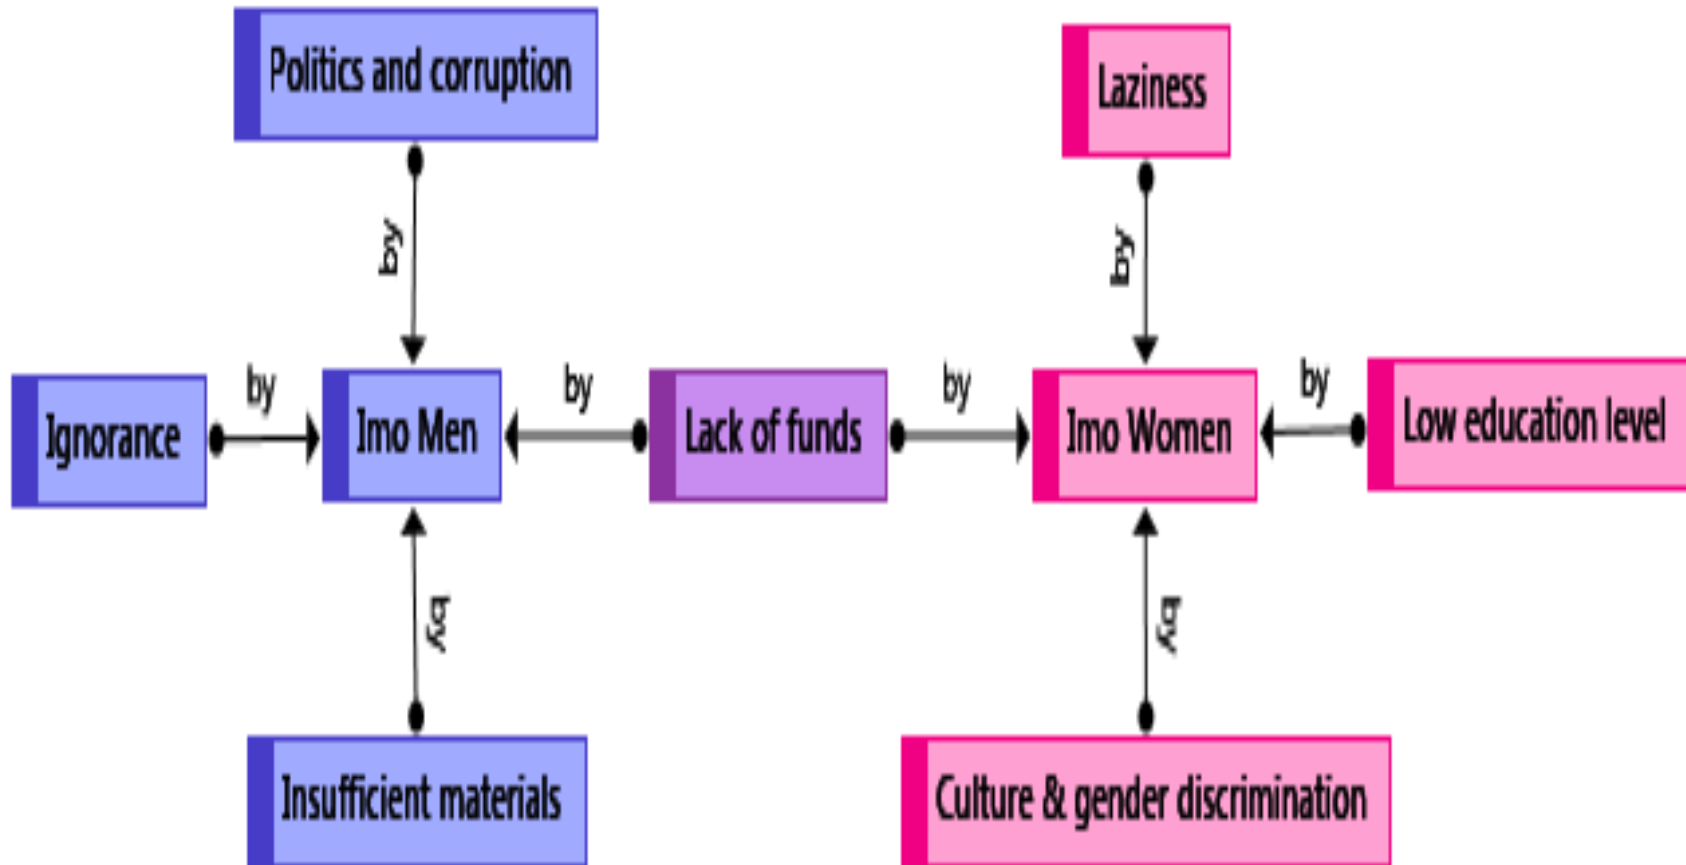 Politics and corruption
Laziness
by
by
Ignorance
by
Imo Men
by
Lack of funds
by
Imo Women
by
Low education level
by
by
Insufficient materials
Culture & gender discrimination